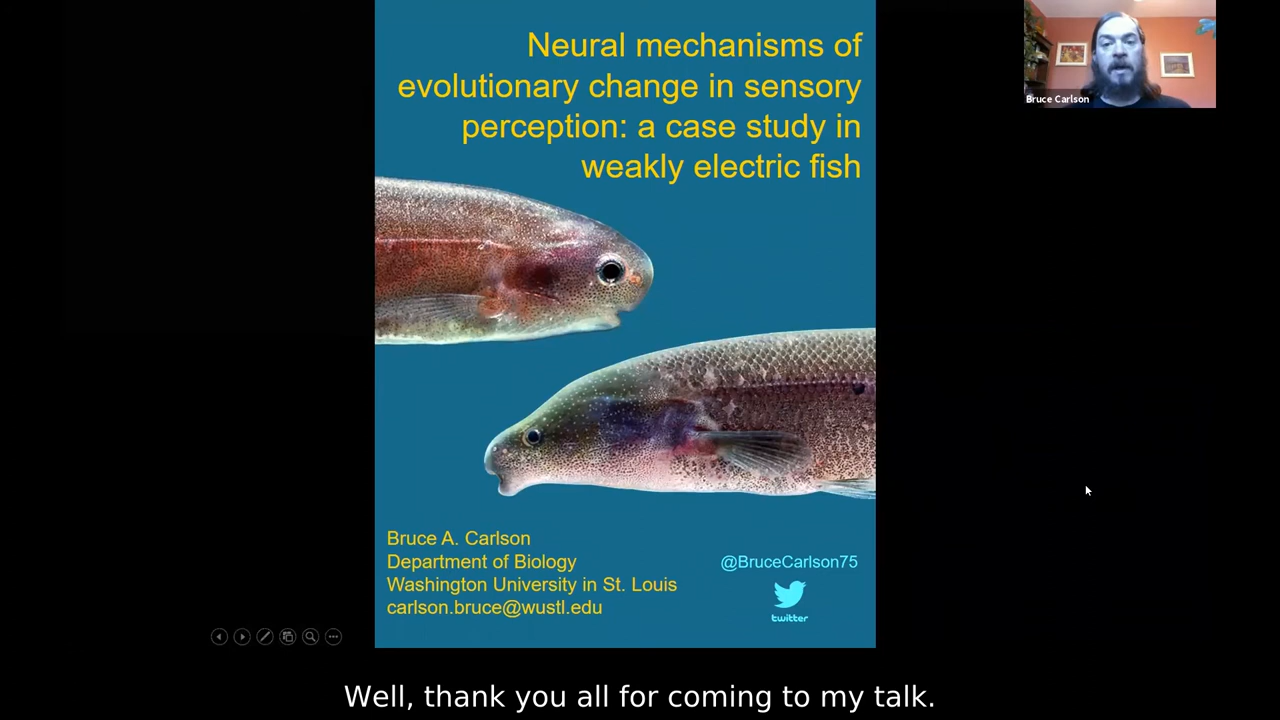 Neural mechanisms of
evolutionary change in sensory
perception: a case study in
weakly electric fish
Bruce Carlson
Bruce A. Carlson
Department of Biology
Washington University in St. Louis
carlson.bruce@wustl.edu
@BruceCarlson75
twitter
Well, thank you all for coming to my talk.